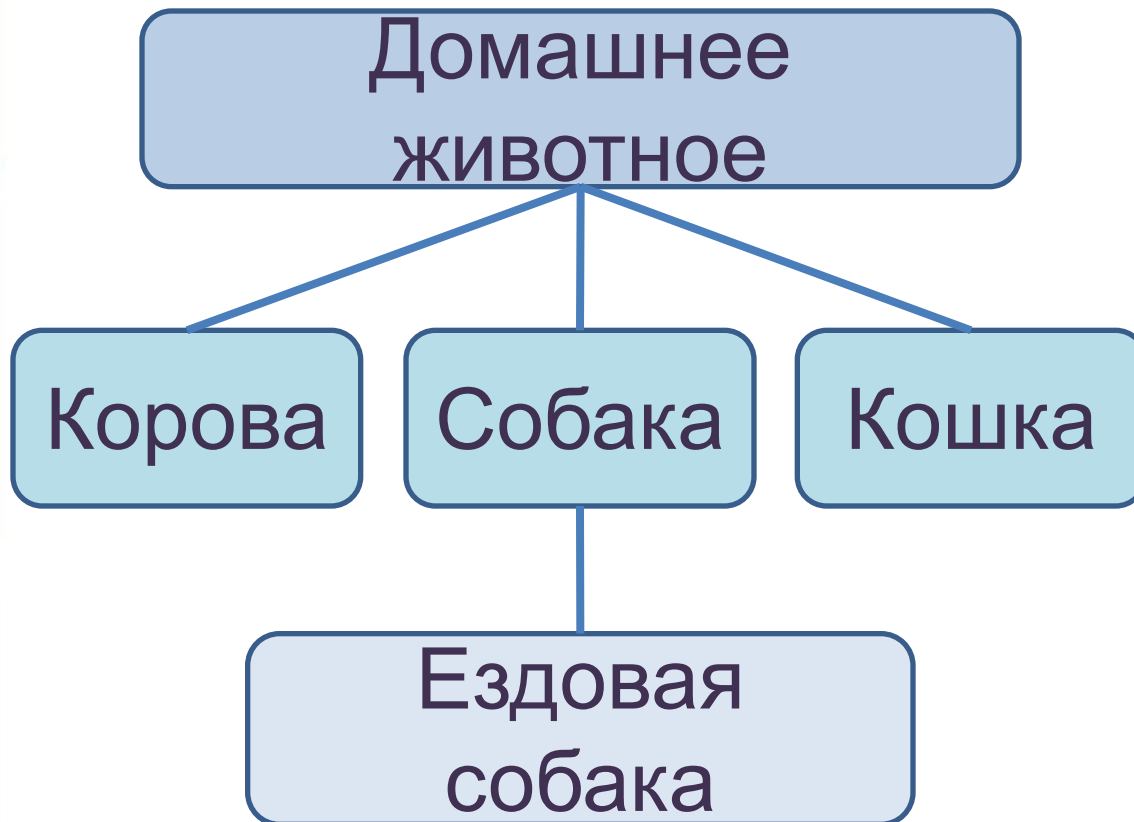 Домашнее
животное
Корова
Собака
Кошка
Ездовая
собака